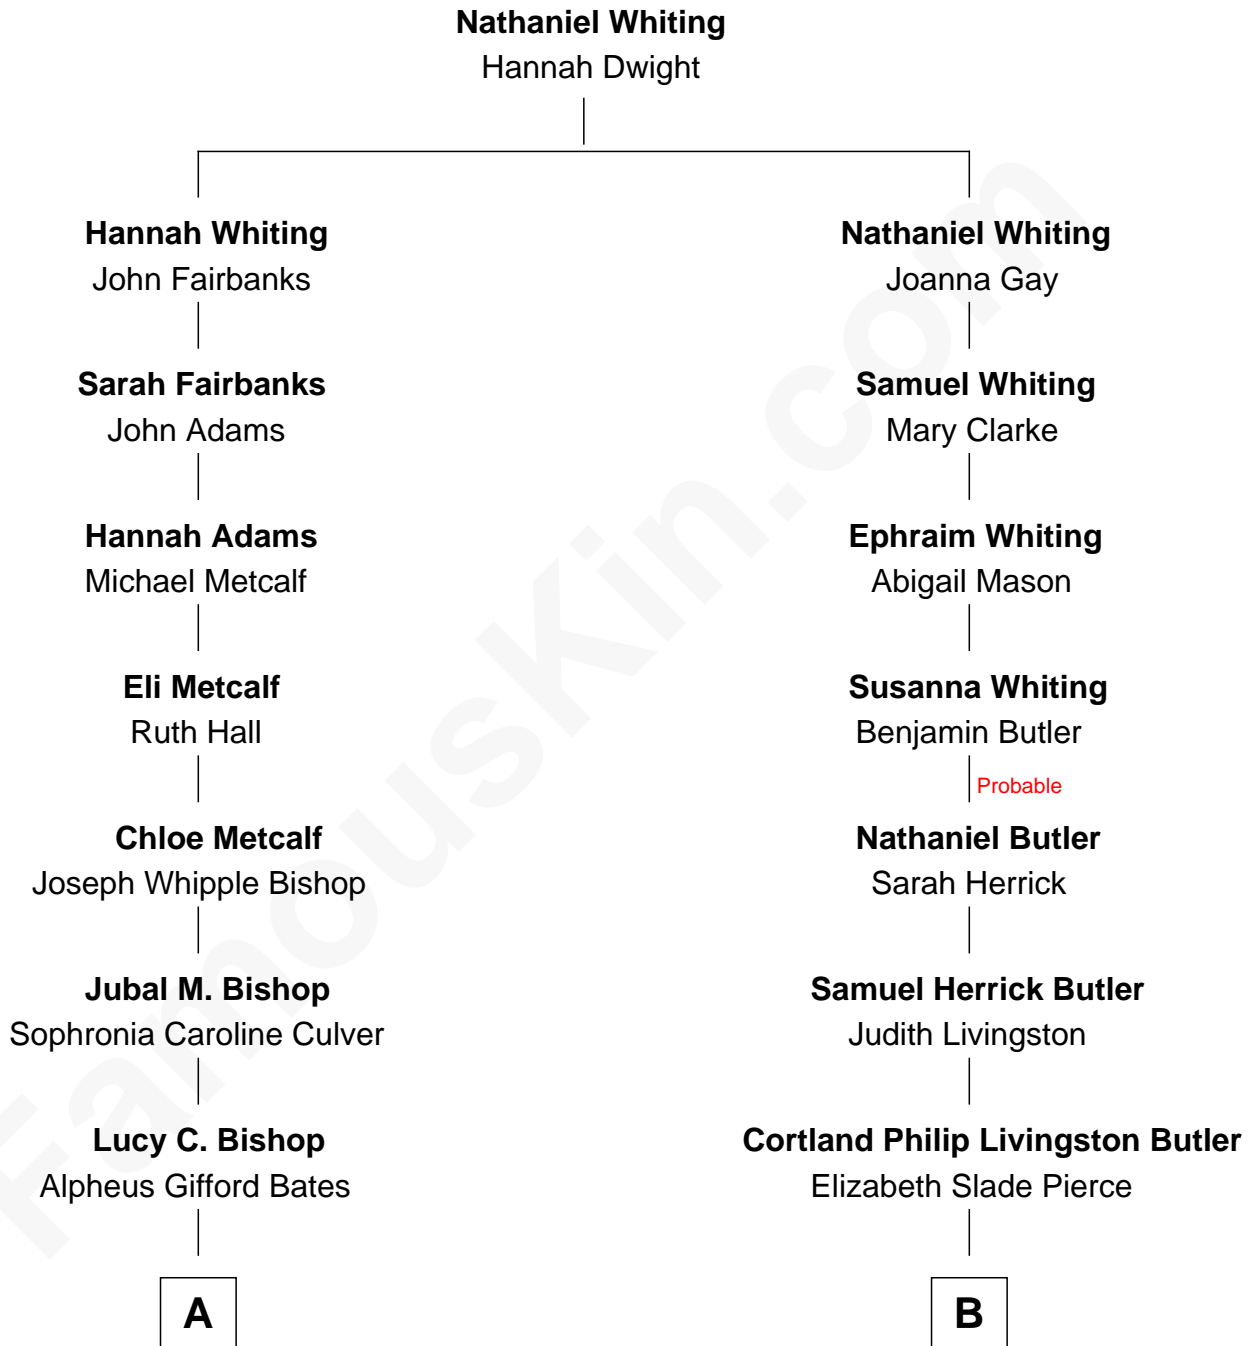 Nathaniel Whiting
Hannah Dwight
Hannah Whiting
John Fairbanks
Nathaniel Whiting
Joanna Gay
Sarah Fairbanks
John Adams
Samuel Whiting
Mary Clarke
Hannah Adams
Michael Metcalf
Ephraim Whiting
Abigail Mason
Eli Metcalf
Ruth Hall
Susanna Whiting
Benjamin Butler
Probable
Chloe Metcalf
Joseph Whipple Bishop
Nathaniel Butler
Sarah Herrick
Jubal M. Bishop
Sophronia Caroline Culver
Samuel Herrick Butler
Judith Livingston
Lucy C. Bishop
Alpheus Gifford Bates
Cortland Philip Livingston Butler
Elizabeth Slade Pierce
A
B
FamousKin.com